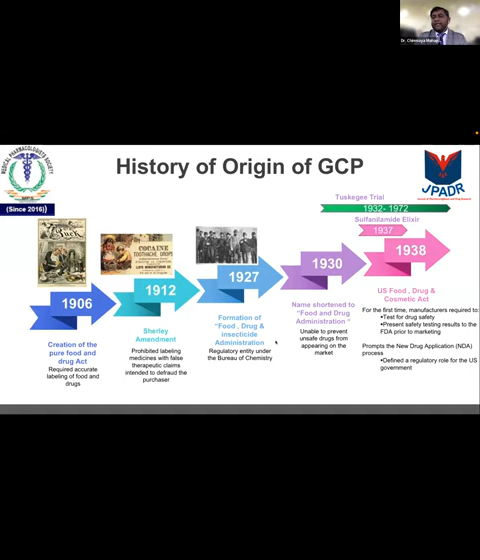 Dr. Chinmaya Mahap
MEDICAL PHARMACOLOGISTS SOCIETY
(Since 2016))
History of Origin of GCP
JPADR
Tuskegee Trial
1932- 1972
Sulfanilamide Elixir
1937
Puck
COCAINE
TOOTHACHE DROPS
1906
1912
1927
1930
1938
Creation of the
pure food and
drug Act
Required accurate
labeling of food and
drugs
Sherley
Amendment
Prohibited labeling
medicines with false
therapeutic claims
intended to defraud the
purchaser
Formation of
"Food , Drug &
insecticide
Administration
Regulatory entity under
the Bureau of Chemistry
Name shortened to
"Food and Drug
Administration "
Unable to prevent
unsafe drugs from
appearing on the
market
US Food , Drug &
Cosmetic Act
For the first time, manufacturers required to:
•Test for drug safety
•Present safety testing results to the
FDA prior to marketing
Prompts the New Drug Application (NDA)
process
•Defined a regulatory role for the US
government